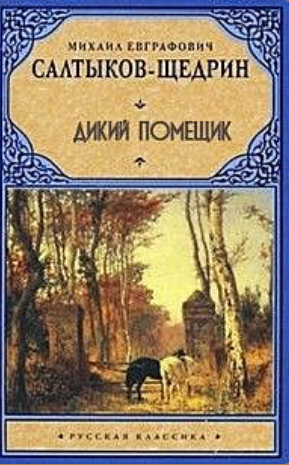 МИХАИЛ ЕВГРАФОВИЧ
САЛТЫКОВ-ЩЕДРИН
ДИКИЙ ПОМЕЩИК
РУССКАЯ КЛАССИКА